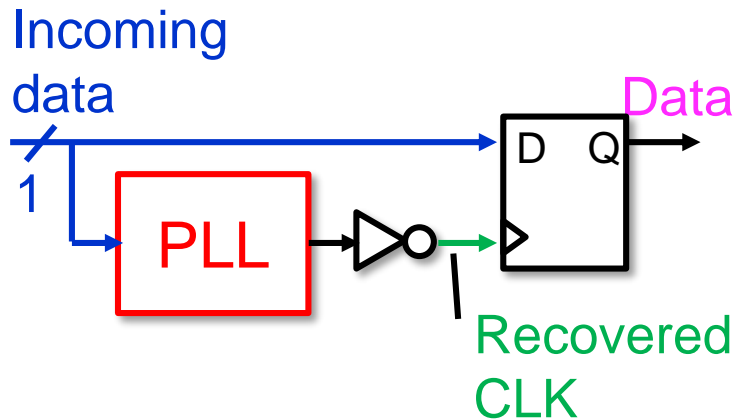 Incoming
data
Data
D Q
1
PLL
Recovered
CLK